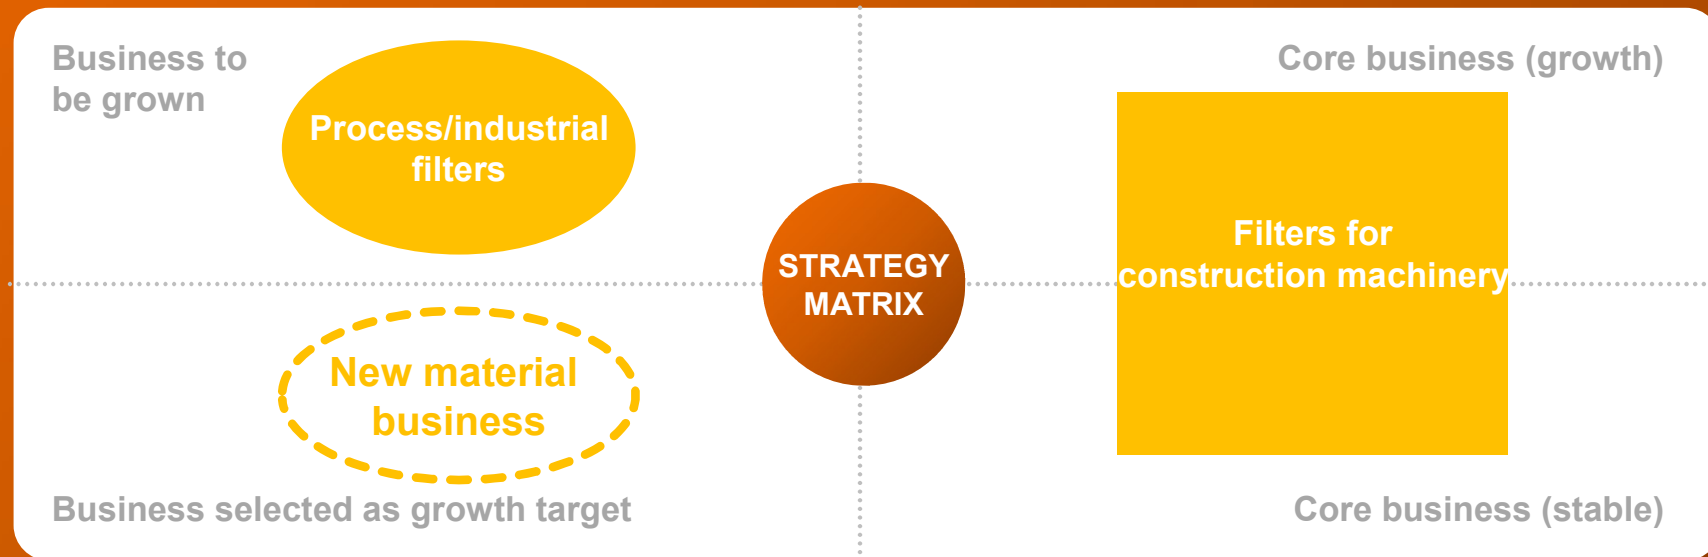 Business to
be grown
Core business (growth)
Process/industrial
filters
Filters for
construction machinery
STRATEGY
MATRIX
New material
business
Business selected as growth target
Core business (stable)